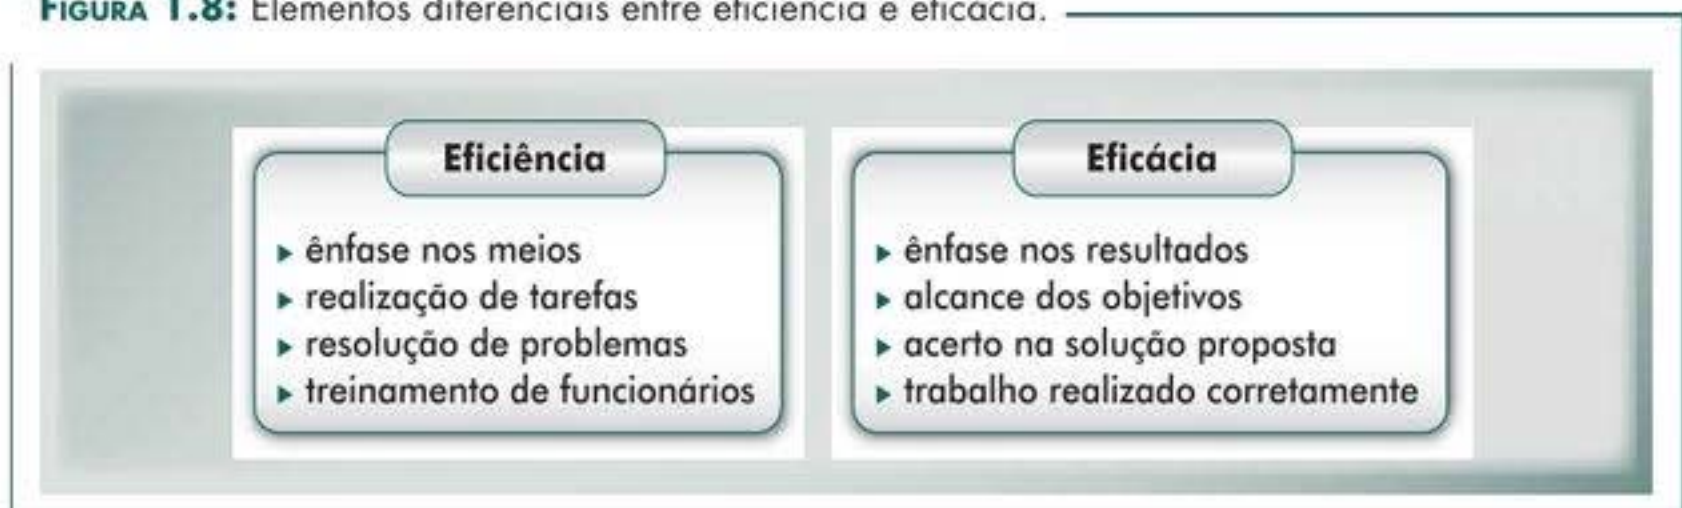 FIGURA 1.8: Elementos diferenciais entre eficiência e eficácia.
Eficiência
ênfase nos meios
realização de tarefas
resolução de problemas
treinamento de funcionários
Eficácia
ênfase nos resultados
alcance dos objetivos
acerto na solução proposta
trabalho realizado corretamente